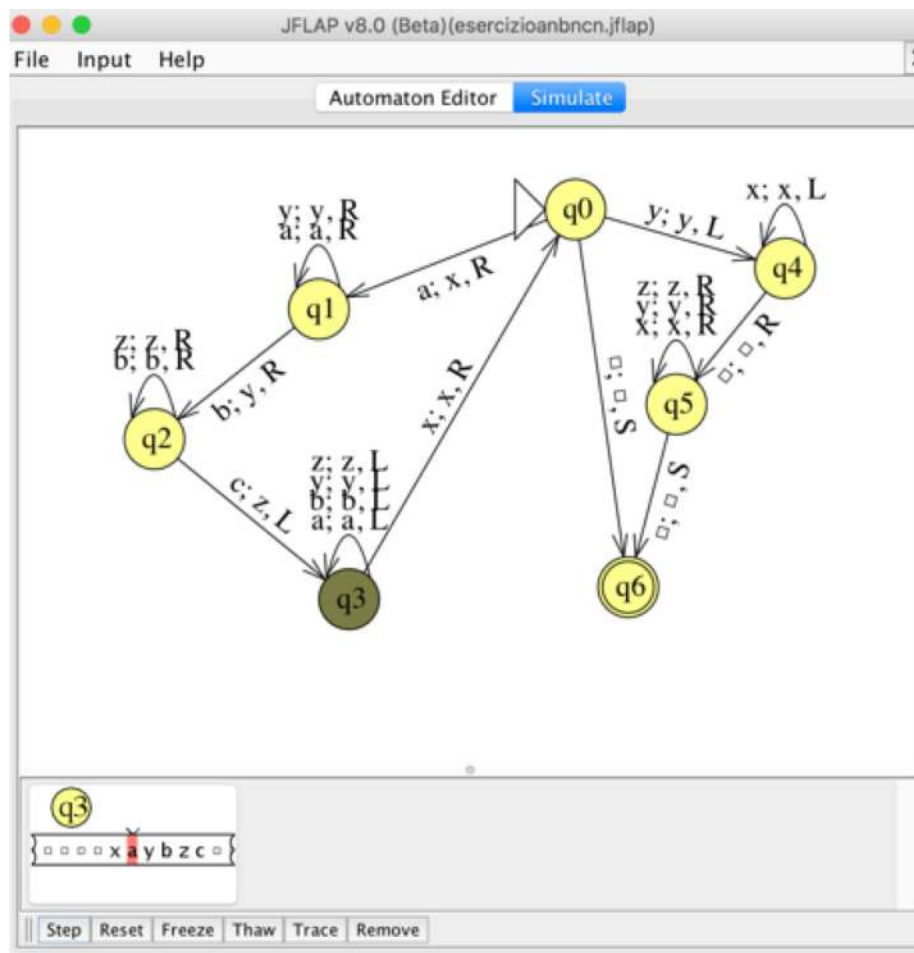 JFLAP v8.0 (Beta)(esercizioanbncn.jflap)
File Input Help
Automaton Editor Simulate
q0
x; x, L
y; y, L
q4
y; y, R
a; a, R
q1
a; x, R
z; z, R
y; y, R
x; x, R
□; □, R
q5
z; z, R
b; b, R
q2
b; y, R
x; x, R
□; □, S
□; □, S
c; z, L
z; z, L
y; y, L
b; b, L
a; a, L
q3
q6
q3
□ □ □ □ x a y b z c □
Step Reset Freeze Thaw Trace Remove